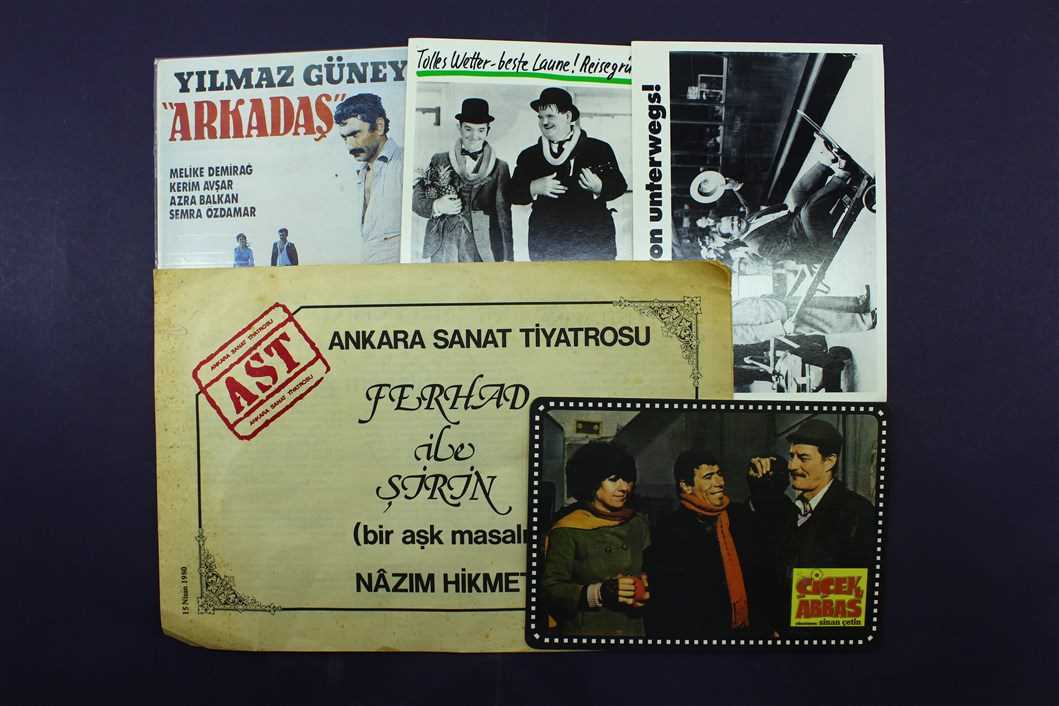 YILMAZ GÜNEY
"ARKADAŞ"
MELİKE DEMİRAĞ
KERİM AVŞAR
AZRA BALKAN
SEMRA ÖZDAMAR
Tolles Wetter-beste Laune! Reisegrü
on unterwegs!
ANKARA SANAT TİYATROSU
AST
ANKARA SANAT TİYATROSU
ANKARA SANAT TİYATROSU
FERHAD
ile
ŞİRİN
(bir aşk masalı
NÂZIM HİKMET
15 Nisan 1980
ÇİÇEK
ABBAS
sinan çetin